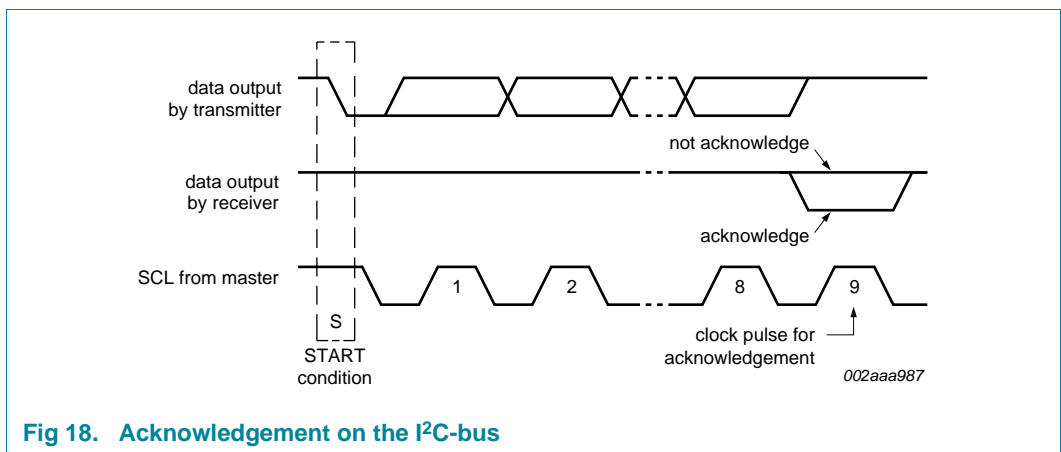 data output
by transmitter
not acknowledge
data output
by receiver
acknowledge
SCL from master
1
2
8
9
S
START
condition
clock pulse for
acknowledgement
002aaa987
Fig 18. Acknowledgement on the I²C-bus